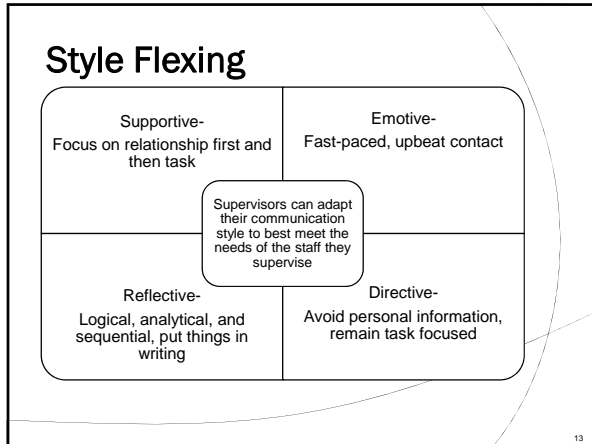 Style Flexing
Supportive-
Focus on relationship first and
then task
Emotive-
Fast-paced, upbeat contact
Supervisors can adapt
their communication
style to best meet the
needs of the staff they
supervise
Reflective-
Logical, analytical, and
sequential, put things in
writing
Directive-
Avoid personal information,
remain task focused
13